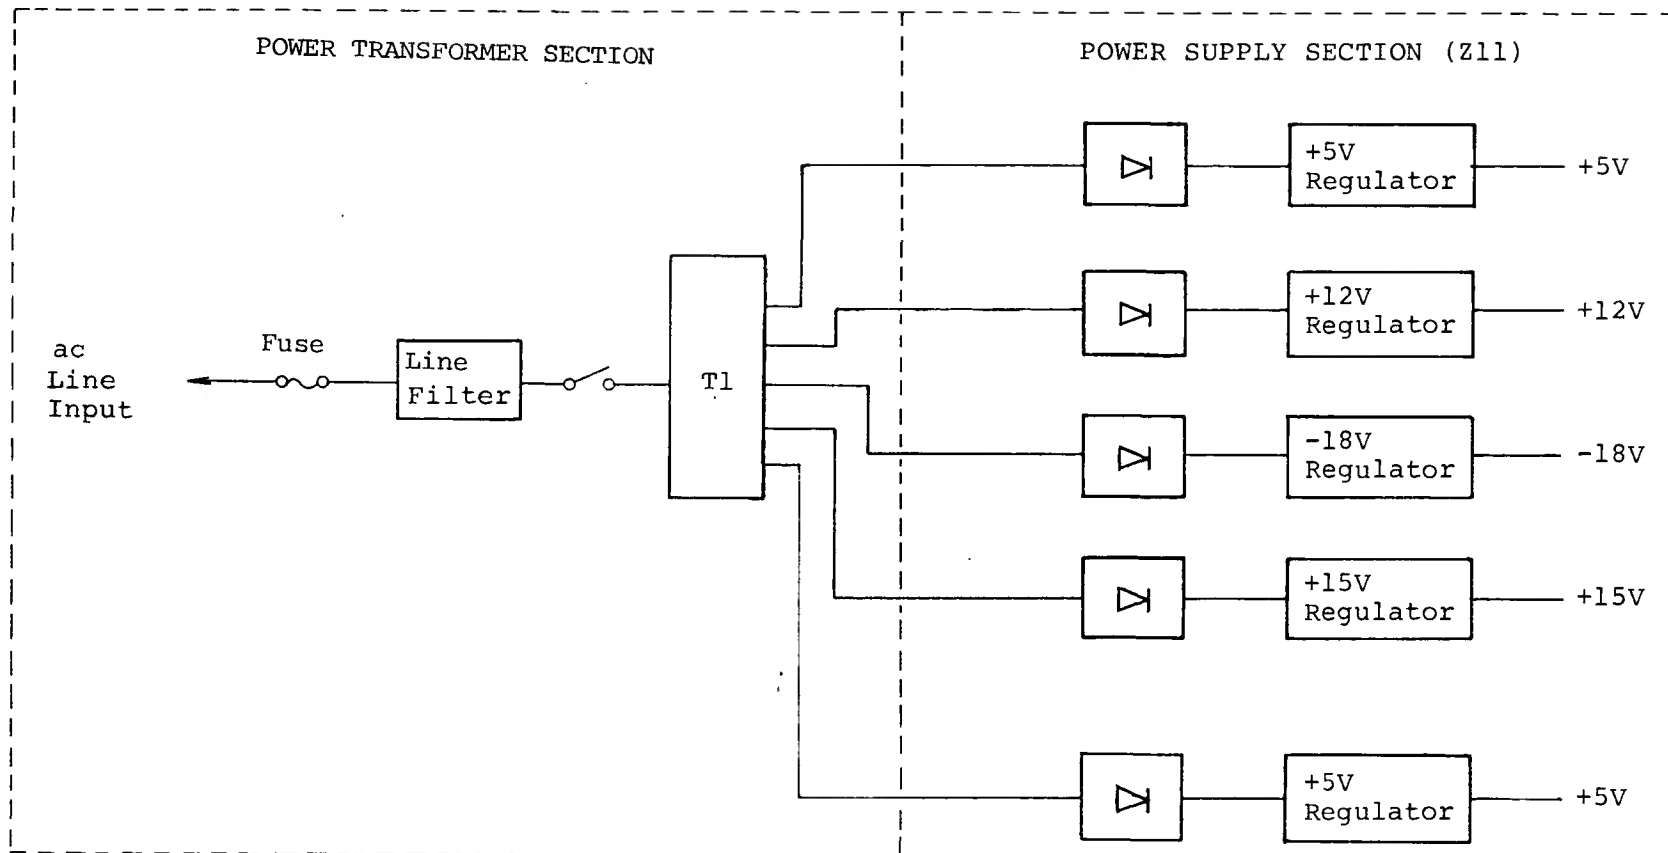 POWER TRANSFORMER SECTION
POWER SUPPLY SECTION (Z11)
ac
Line
Input
Fuse
Line
Filter
T1
+5V
Regulator
+5V
+12V
Regulator
+12V
-18V
Regulator
-18V
+15V
Regulator
+15V
+5V
Regulator
+5V